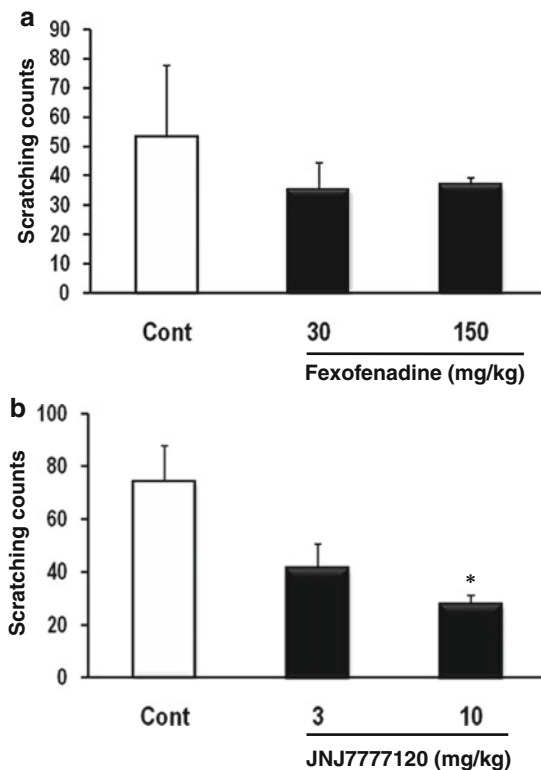 a
90
80
70
60
50
40
30
20
10
0
Scratching counts
Cont 30 150
Fexofenadine (mg/kg)
b
100
80
60
40
20
0
Scratching counts
*
Cont 3 10
JNJ7777120 (mg/kg)